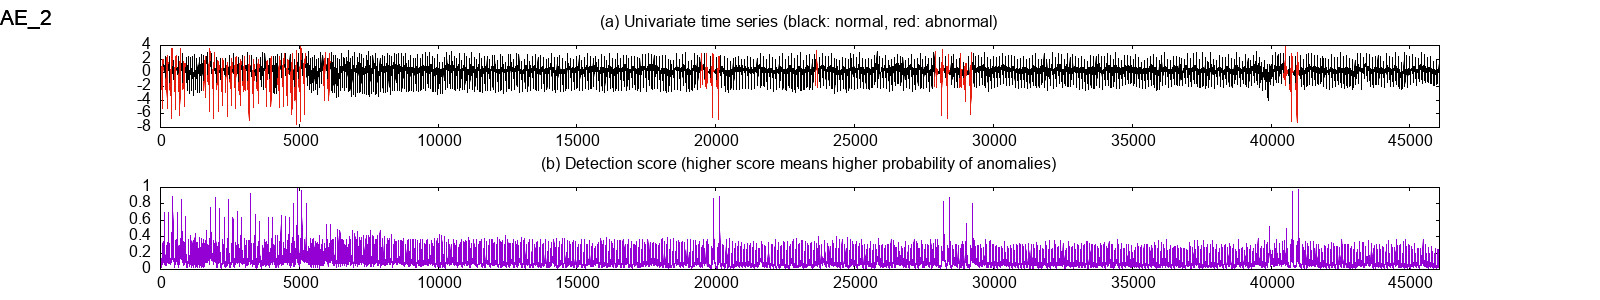 AE_2
(a) Univariate time series (black: normal, red: abnormal)
4
2
0
-2
-4
-6
-8
0 5000 10000 15000 20000 25000 30000 35000 40000 45000
(b) Detection score (higher score means higher probability of anomalies)
1
0.8
0.6
0.4
0.2
0
0 5000 10000 15000 20000 25000 30000 35000 40000 45000